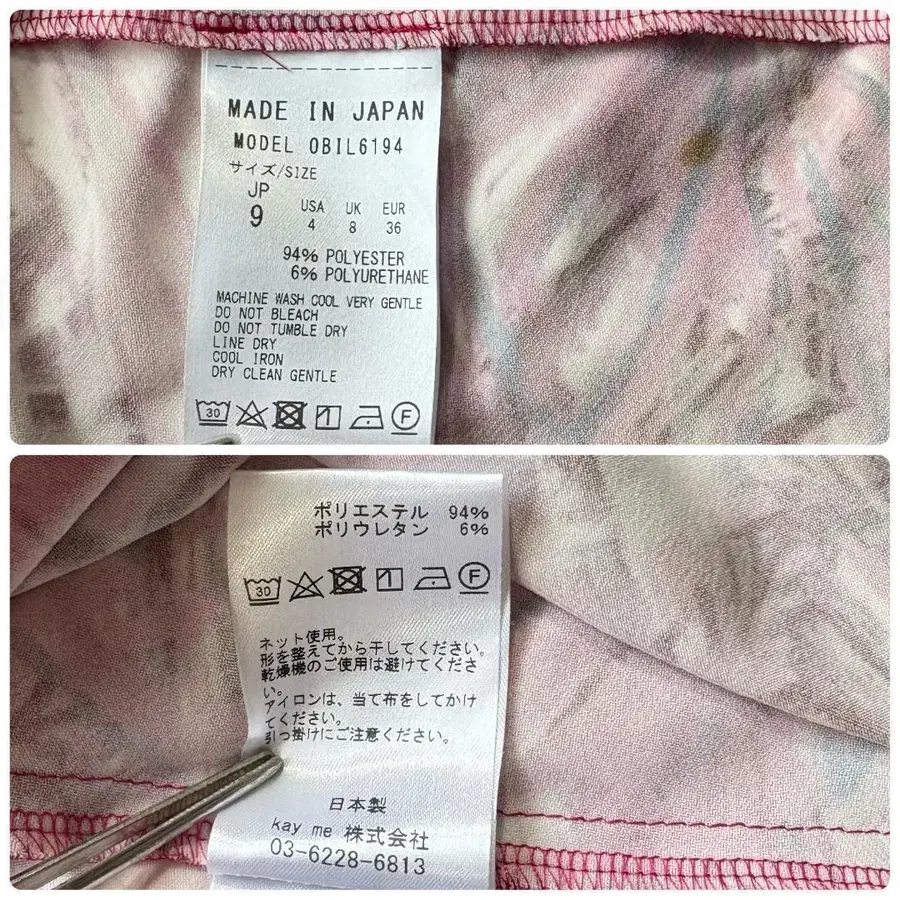 MADE IN JAPAN
MODEL OBIL6194
サイズ/SIZE
JP
9
USA UK EUR
4 8 36
94% POLYESTER
6% POLYURETHANE
MACHINE WASH COOL VERY GENTLE
DO NOT BLEACH
DO NOT TUMBLE DRY
LINE DRY
COOL IRON
DRY CLEAN GENTLE
30 F
ポリエステル 94%
ポリウレタン 6%
30 F
ネット使用。
形を整えてから干してください。
乾燥機のご使用は避けてくださ
い。
アイロンは、当て布をしてかけ
てください。
引っ掛けにご注意ください。
日本製
kay me 株式会社
03-6228-6813